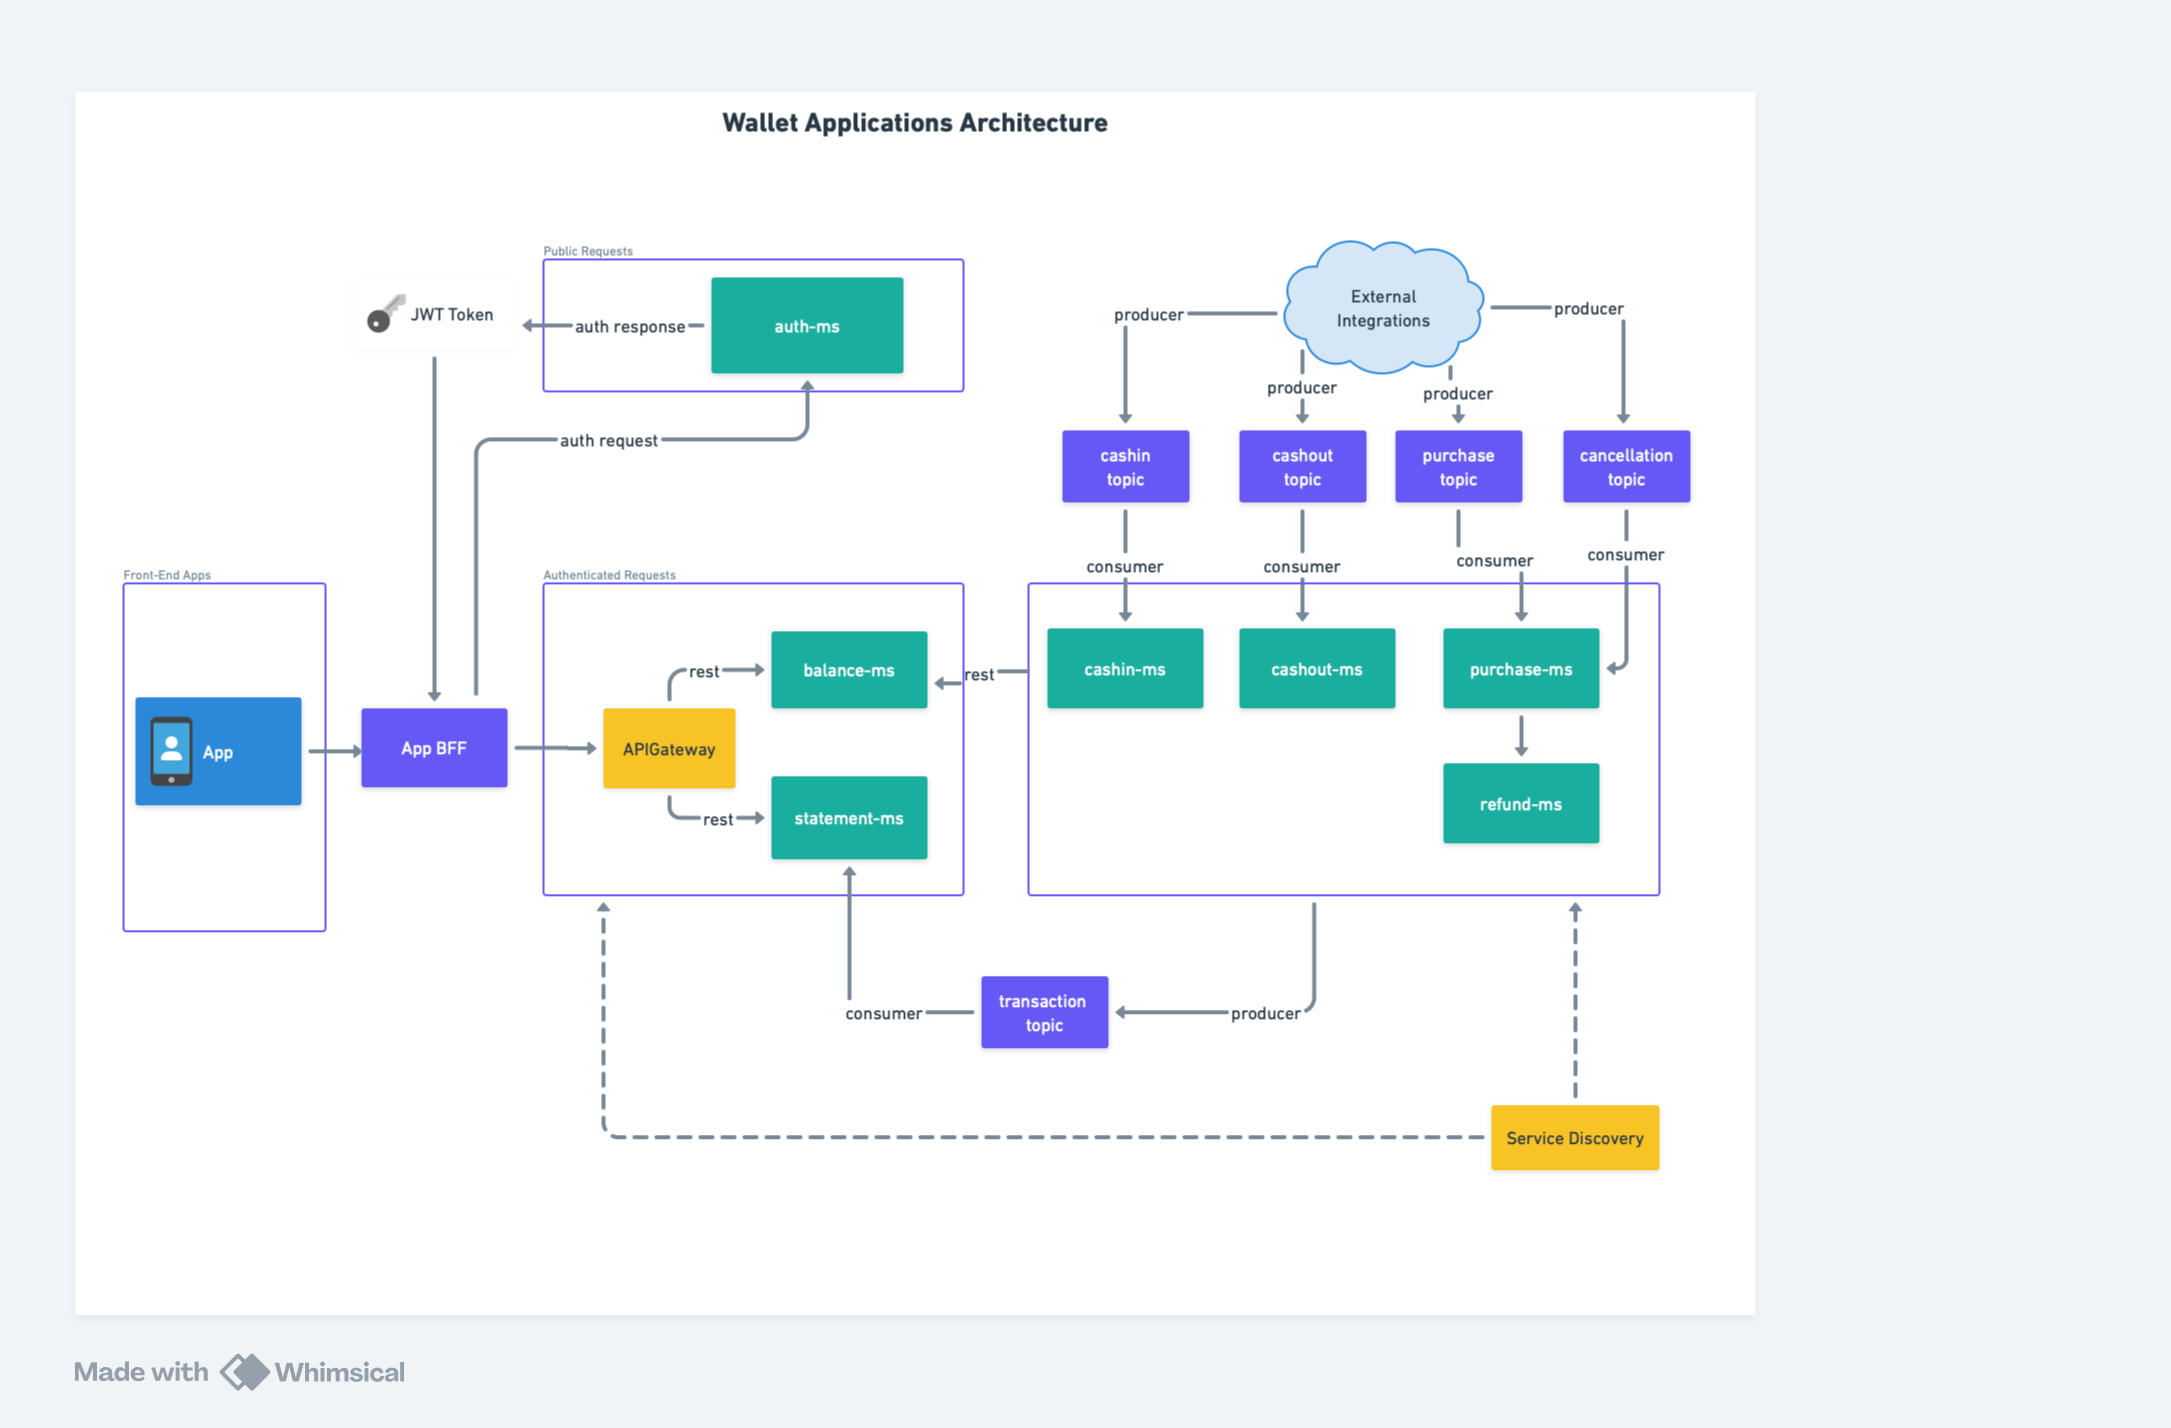 Wallet Applications Architecture
Public Requests
JWT Token
auth response
auth-ms
auth request
External
Integrations
producer
producer
producer
producer
cashin
topic
cashout
topic
purchase
topic
cancellation
topic
consumer
consumer
consumer
consumer
Front-End Apps
App
App BFF
Authenticated Requests
APIGateway
rest
balance-ms
rest
statement-ms
rest
cashin-ms
cashout-ms
purchase-ms
refund-ms
consumer
transaction
topic
producer
Service Discovery
Made with Whimsical